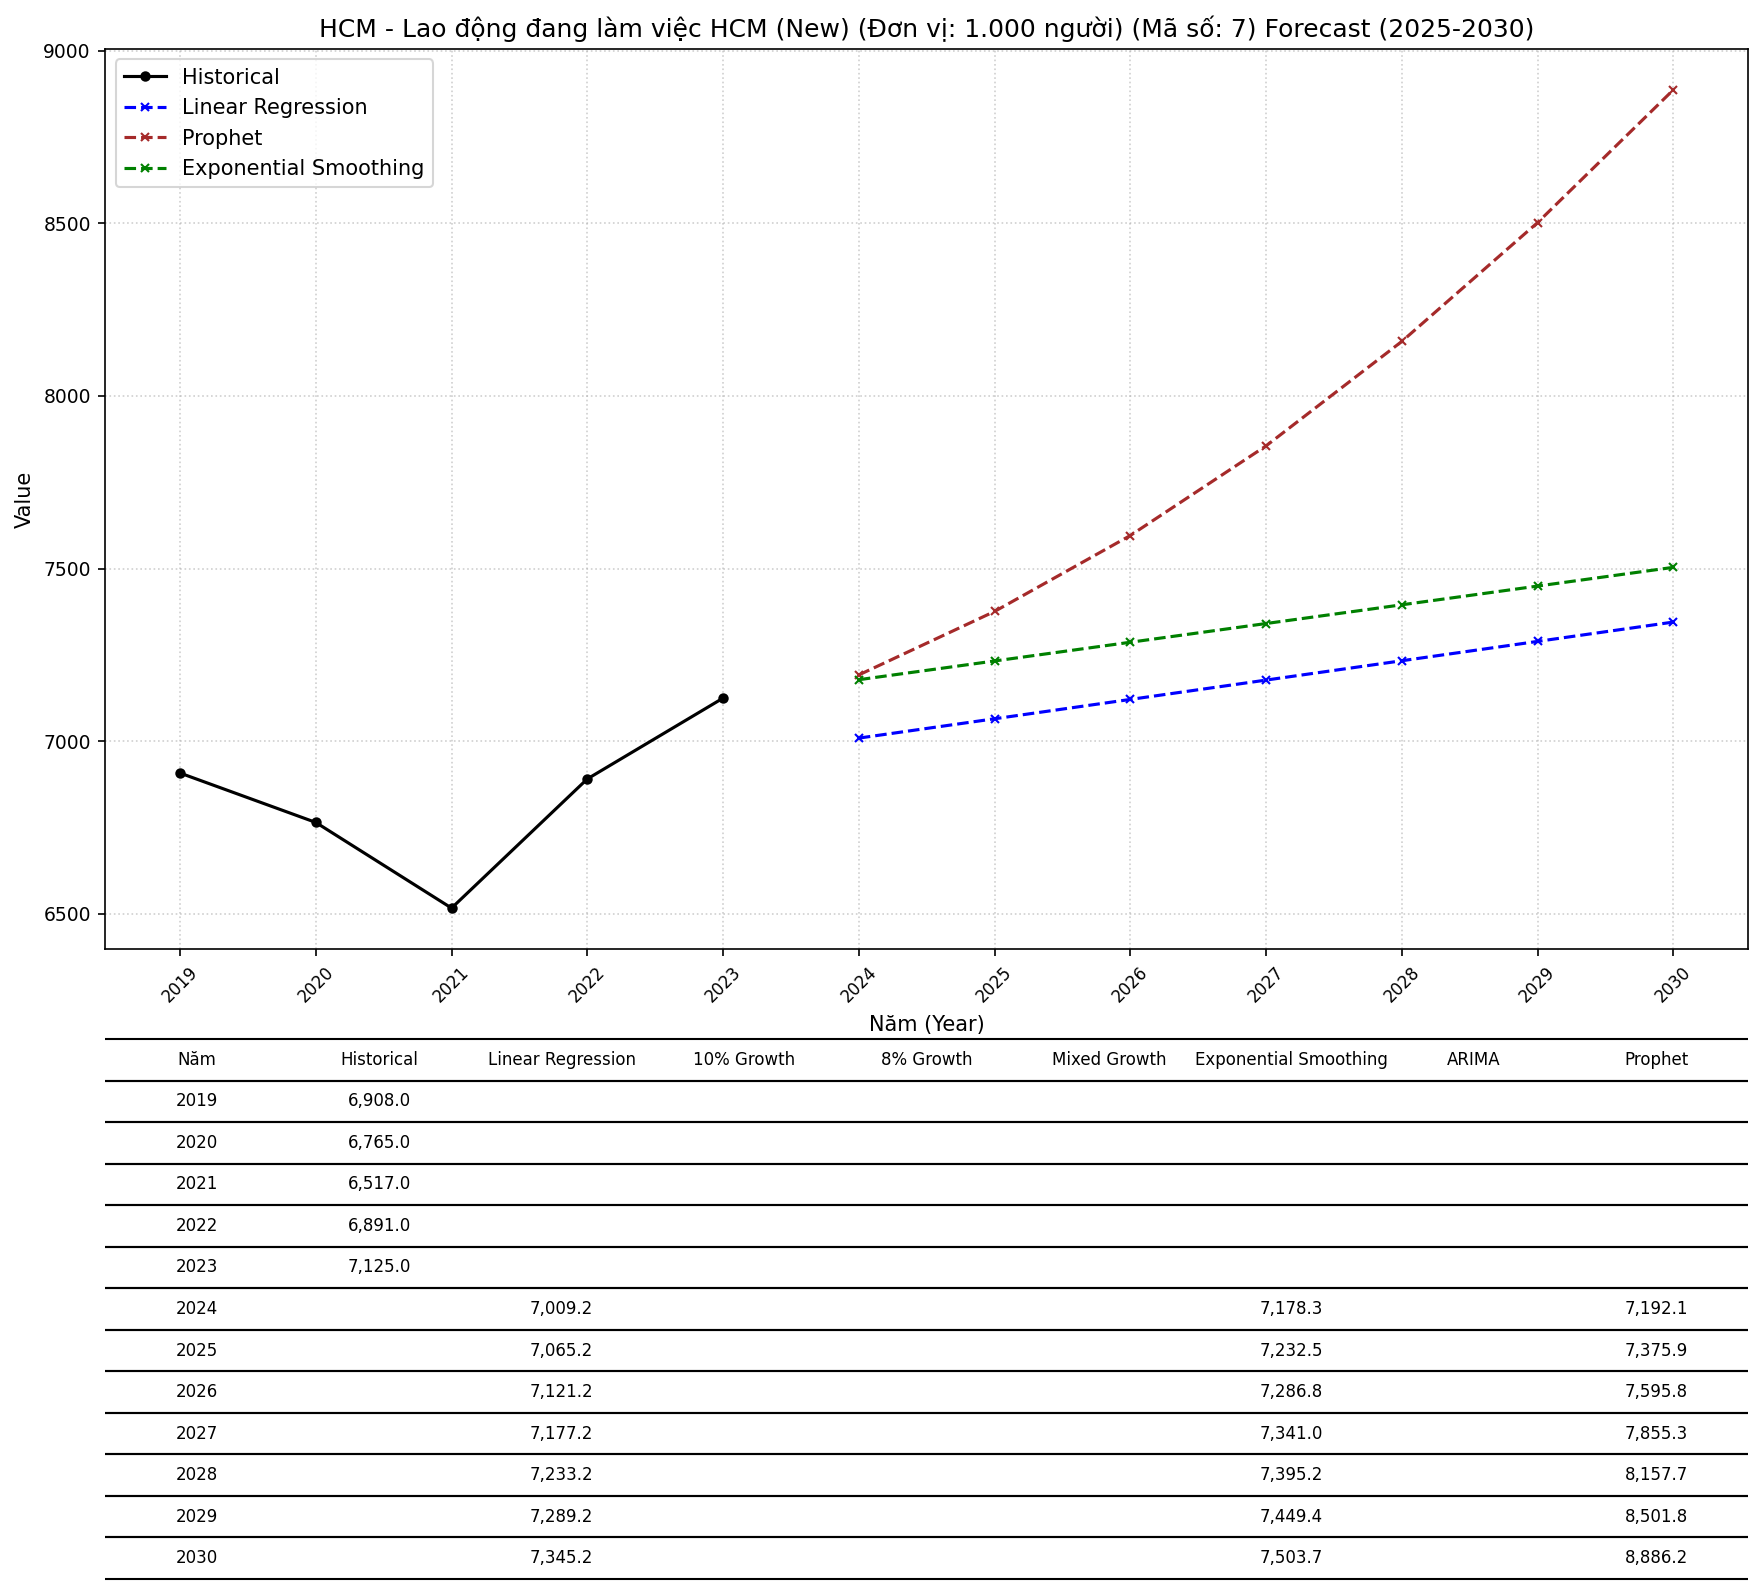 HCM - Lao động đang làm việc HCM (New) (Đơn vị: 1.000 người) (Mã số: 7) Forecast (2025-2030)
Historical
Linear Regression
Prophet
Exponential Smoothing
Value
9000
8500
8000
7500
7000
6500
2019 2020 2021 2022 2023 2024 2025 2026 2027 2028 2029 2030
Năm (Year)
Năm Historical Linear Regression 10% Growth 8% Growth Mixed Growth Exponential Smoothing ARIMA Prophet
2019 6,908.0
2020 6,765.0
2021 6,517.0
2022 6,891.0
2023 7,125.0
2024 7,009.2 7,178.3 7,192.1
2025 7,065.2 7,232.5 7,375.9
2026 7,121.2 7,286.8 7,595.8
2027 7,177.2 7,341.0 7,855.3
2028 7,233.2 7,395.2 8,157.7
2029 7,289.2 7,449.4 8,501.8
2030 7,345.2 7,503.7 8,886.2